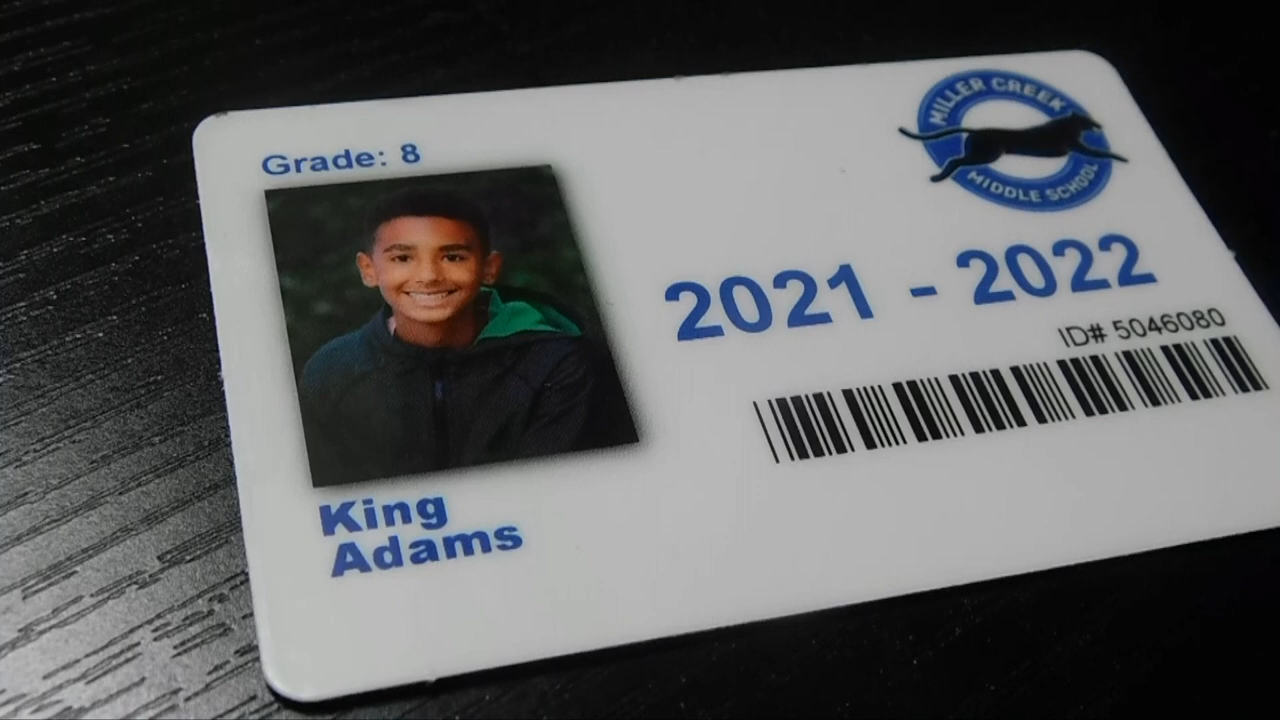 MILLER CREEK
MIDDLE SCHOOL
Grade: 8
2021 - 2022
ID# 5046080
King
Adams